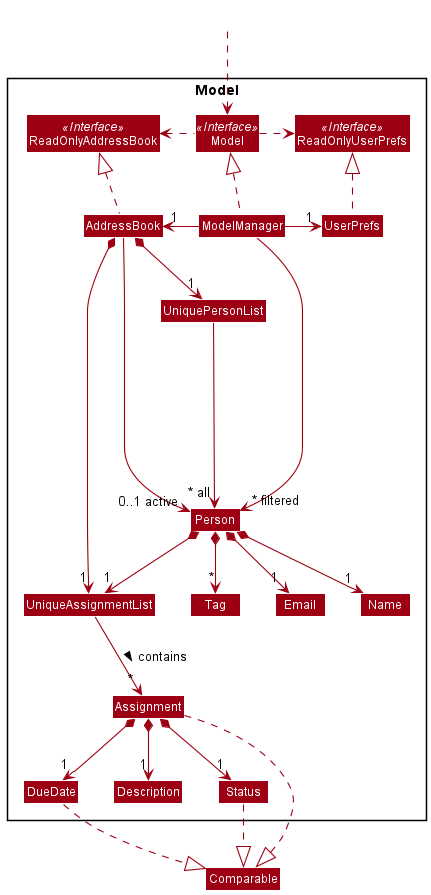 Model
«Interface»
ReadOnlyAddressBook
«Interface»
Model
«Interface»
ReadOnlyUserPrefs
AddressBook
1
ModelManager
1
UserPrefs
1
UniquePersonList
0..1 active
* all
* filtered
Person
1
1
*
1
1
UniqueAssignmentList
Tag
Email
Name
contains
*
Assignment
1
1
1
DueDate
Description
Status
Comparable